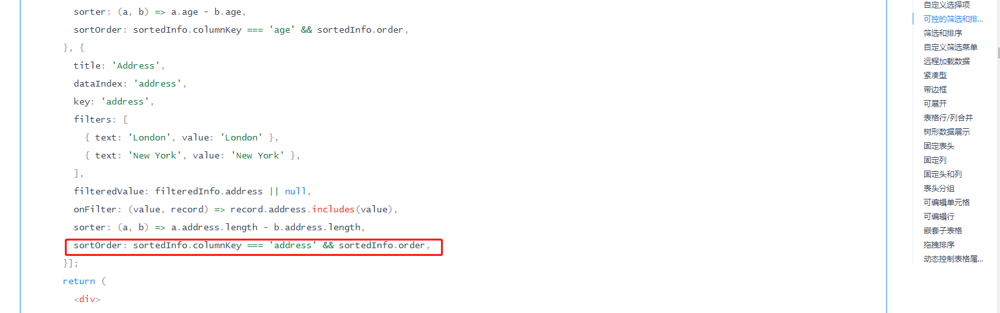 sorter: (a, b) => a.age - b.age,
sortOrder: sortedInfo.columnKey === 'age' && sortedInfo.order,
}, {
title: 'Address',
dataIndex: 'address',
key: 'address',
filters: [
{ text: 'London', value: 'London' },
{ text: 'New York', value: 'New York' },
],
filteredValue: filteredInfo.address || null,
onFilter: (value, record) => record.address.includes(value),
sorter: (a, b) => a.address.length - b.address.length,
sortOrder: sortedInfo.columnKey === 'address' && sortedInfo.order,
}];
return (
<div>
自定义选择项
可控的筛选和排...
筛选和排序
自定义筛选菜单
远程加载数据
紧凑型
带边框
可展开
表格行/列合并
树形数据展示
固定表头
固定列
固定头和列
表头分组
可编辑单元格
可编辑行
嵌套子表格
拖拽排序
动态控制表格属...